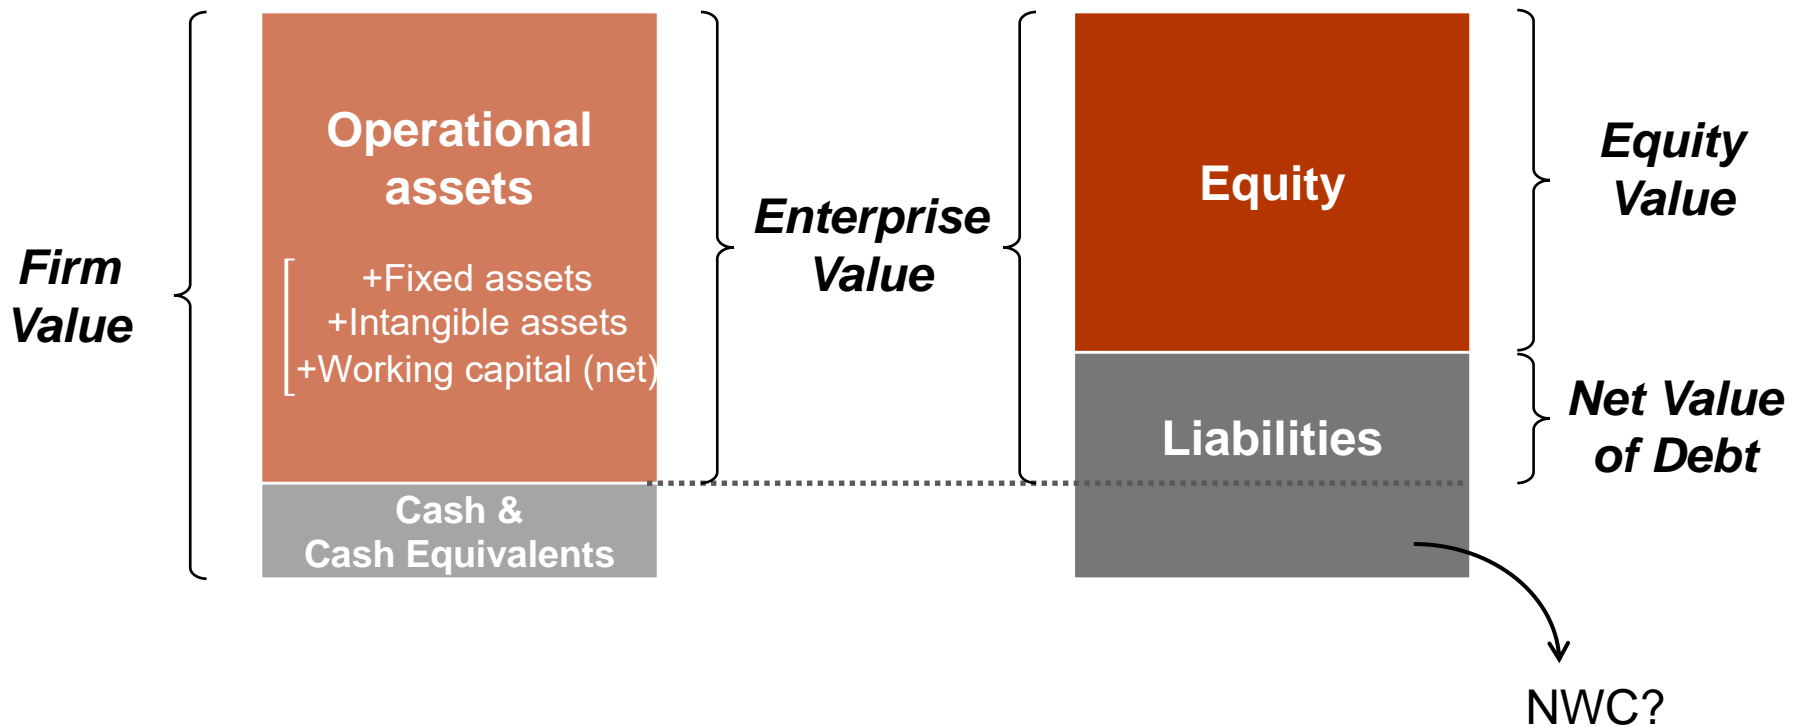 Firm
Value
Operational
assets
+Fixed assets
+Intangible assets
+Working capital (net)
Cash &
Cash Equivalents
Enterprise
Value
Equity
Liabilities
Equity
Value
Net Value
of Debt
NWC?